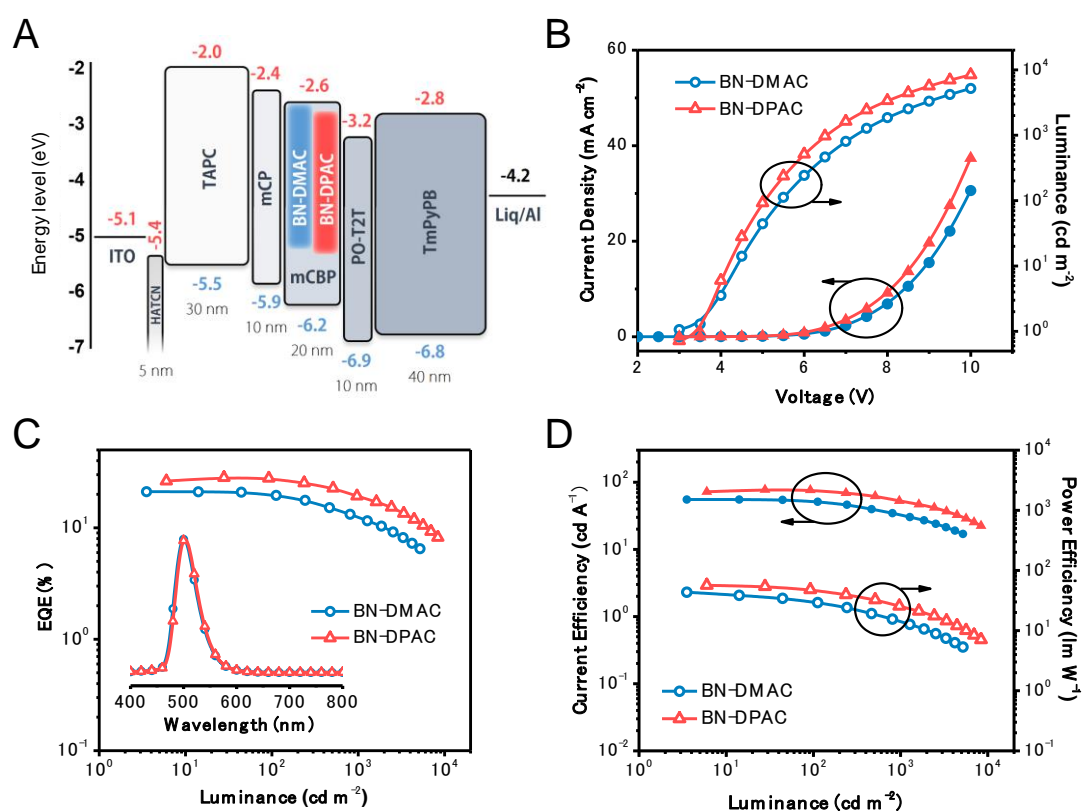 A
Energy level (eV)
-2
-3
-4
-5
-6
-7
-5.1
ITO
-5.4
HATCN
5 nm
-2.0
TAPC
-5.5
30 nm
-2.4
mCP
-5.9
10 nm
-2.6
BN-DMAC
BN-DPAC
mCBP
-6.2
20 nm
-3.2
PO-T2T
-6.9
10 nm
-2.8
TmPyPB
-6.8
40 nm
-4.2
Liq/Al
B
Current Density (mA cm⁻²)
60
40
20
0
BN-DMAC
BN-DPAC
10⁴
10³
10²
10¹
10⁰
Luminance (cd m⁻²)
2 4 6 8 10
Voltage (V)
C
EQE (%)
10¹
10⁰
10⁻¹
BN-DMAC
BN-DPAC
400 500 600 700 800
Wavelength (nm)
10⁰ 10¹ 10² 10³ 10⁴
Luminance (cd m⁻²)
D
Current Efficiency (cd A⁻¹)
10²
10¹
10⁰
10⁻¹
10⁻²
BN-DMAC
BN-DPAC
10⁴
10³
10²
10¹
10⁰
10⁻¹
Power Efficiency (lm W⁻¹)
10⁰ 10¹ 10² 10³ 10⁴
Luminance (cd m⁻²)